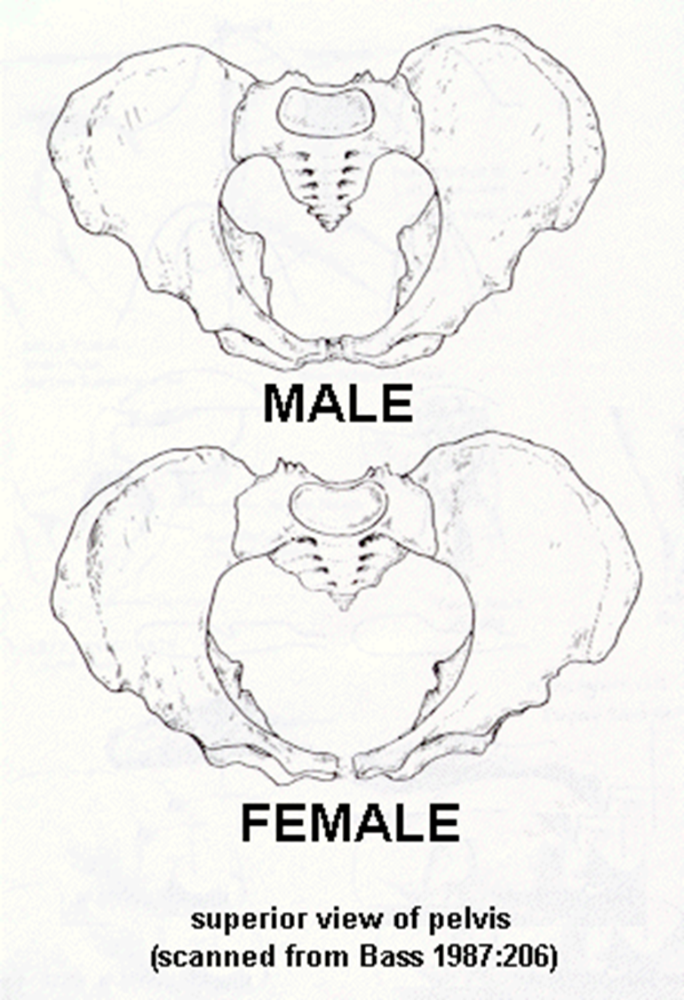 MALE
FEMALE
superior view of pelvis
(scanned from Bass 1987:206)